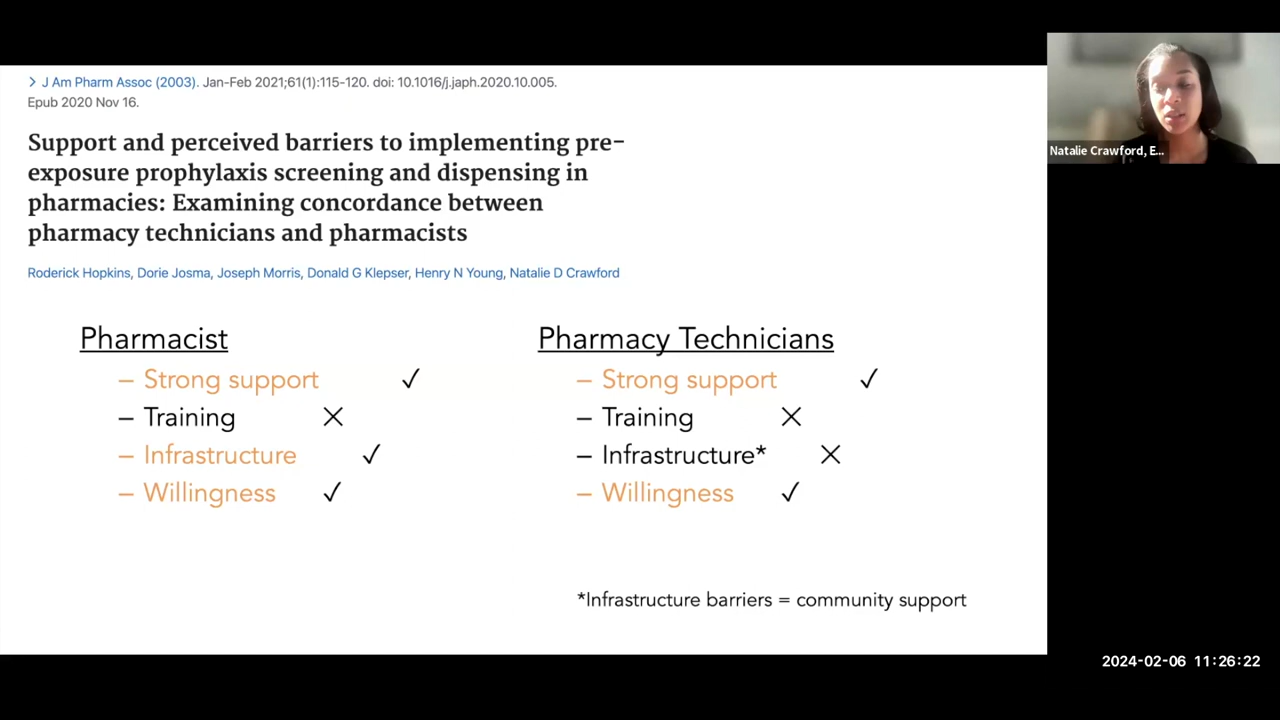 > J Am Pharm Assoc (2003). Jan-Feb 2021;61(1):115-120. doi: 10.1016/j.japh.2020.10.005.
Epub 2020 Nov 16.
Support and perceived barriers to implementing pre-
exposure prophylaxis screening and dispensing in
pharmacies: Examining concordance between
pharmacy technicians and pharmacists
Roderick Hopkins, Dorie Josma, Joseph Morris, Donald G Klepser, Henry N Young, Natalie D Crawford
Pharmacist
– Strong support ✓
– Training ✕
– Infrastructure ✓
– Willingness ✓
Pharmacy Technicians
– Strong support ✓
– Training ✕
– Infrastructure* ✕
– Willingness ✓
*Infrastructure barriers = community support
Natalie Crawford, E...
2024-02-06 11:26:22